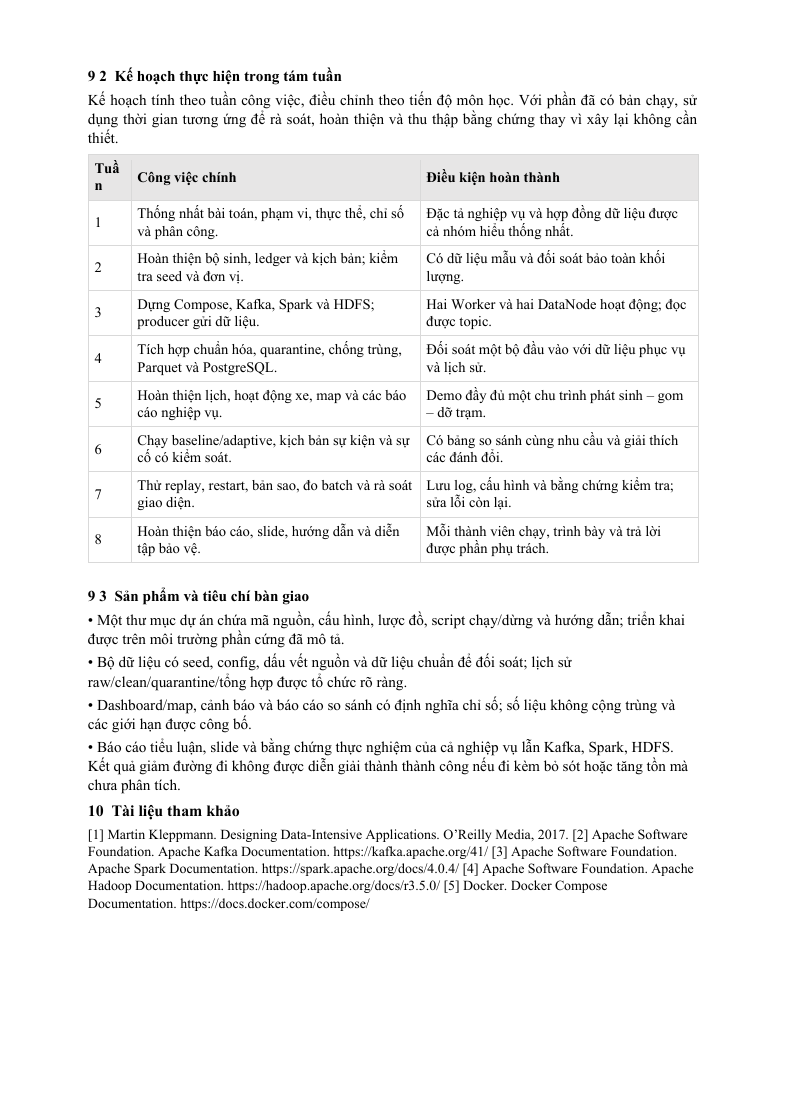 9 2 Kế hoạch thực hiện trong tám tuần
Kế hoạch tính theo tuần công việc, điều chỉnh theo tiến độ môn học. Với phần đã có bản chạy, sử
dụng thời gian tương ứng để rà soát, hoàn thiện và thu thập bằng chứng thay vì xây lại không cần
thiết.
Tuầ
n
Công việc chính
Điều kiện hoàn thành
1
Thống nhất bài toán, phạm vi, thực thể, chỉ số
và phân công.
Đặc tả nghiệp vụ và hợp đồng dữ liệu được
cả nhóm hiểu thống nhất.
2
Hoàn thiện bộ sinh, ledger và kịch bản; kiểm
tra seed và đơn vị.
Có dữ liệu mẫu và đối soát bảo toàn khối
lượng.
3
Dựng Compose, Kafka, Spark và HDFS;
producer gửi dữ liệu.
Hai Worker và hai DataNode hoạt động; đọc
được topic.
4
Tích hợp chuẩn hóa, quarantine, chống trùng,
Parquet và PostgreSQL.
Đối soát một bộ đầu vào với dữ liệu phục vụ
và lịch sử.
5
Hoàn thiện lịch, hoạt động xe, map và các báo
cáo nghiệp vụ.
Demo đầy đủ một chu trình phát sinh – gom
– dỡ trạm.
6
Chạy baseline/adaptive, kịch bản sự kiện và sự
cố có kiểm soát.
Có bảng so sánh cùng nhu cầu và giải thích
các đánh đổi.
7
Thử replay, restart, bản sao, đo batch và rà soát
giao diện.
Lưu log, cấu hình và bằng chứng kiểm tra;
sửa lỗi còn lại.
8
Hoàn thiện báo cáo, slide, hướng dẫn và diễn
tập bảo vệ.
Mỗi thành viên chạy, trình bày và trả lời
được phần phụ trách.
9 3 Sản phẩm và tiêu chí bàn giao
• Một thư mục dự án chứa mã nguồn, cấu hình, lược đồ, script chạy/dừng và hướng dẫn; triển khai
được trên môi trường phần cứng đã mô tả.
• Bộ dữ liệu có seed, config, dấu vết nguồn và dữ liệu chuẩn để đối soát; lịch sử
raw/clean/quarantine/tổng hợp được tổ chức rõ ràng.
• Dashboard/map, cảnh báo và báo cáo so sánh có định nghĩa chỉ số; số liệu không cộng trùng và
các giới hạn được công bố.
• Báo cáo tiểu luận, slide và bằng chứng thực nghiệm của cả nghiệp vụ lẫn Kafka, Spark, HDFS.
Kết quả giảm đường đi không được diễn giải thành thành công nếu đi kèm bỏ sót hoặc tăng tồn mà
chưa phân tích.
10 Tài liệu tham khảo
[1] Martin Kleppmann. Designing Data-Intensive Applications. O’Reilly Media, 2017. [2] Apache Software
Foundation. Apache Kafka Documentation. https://kafka.apache.org/41/ [3] Apache Software Foundation.
Apache Spark Documentation. https://spark.apache.org/docs/4.0.4/ [4] Apache Software Foundation. Apache
Hadoop Documentation. https://hadoop.apache.org/docs/r3.5.0/ [5] Docker. Docker Compose
Documentation. https://docs.docker.com/compose/